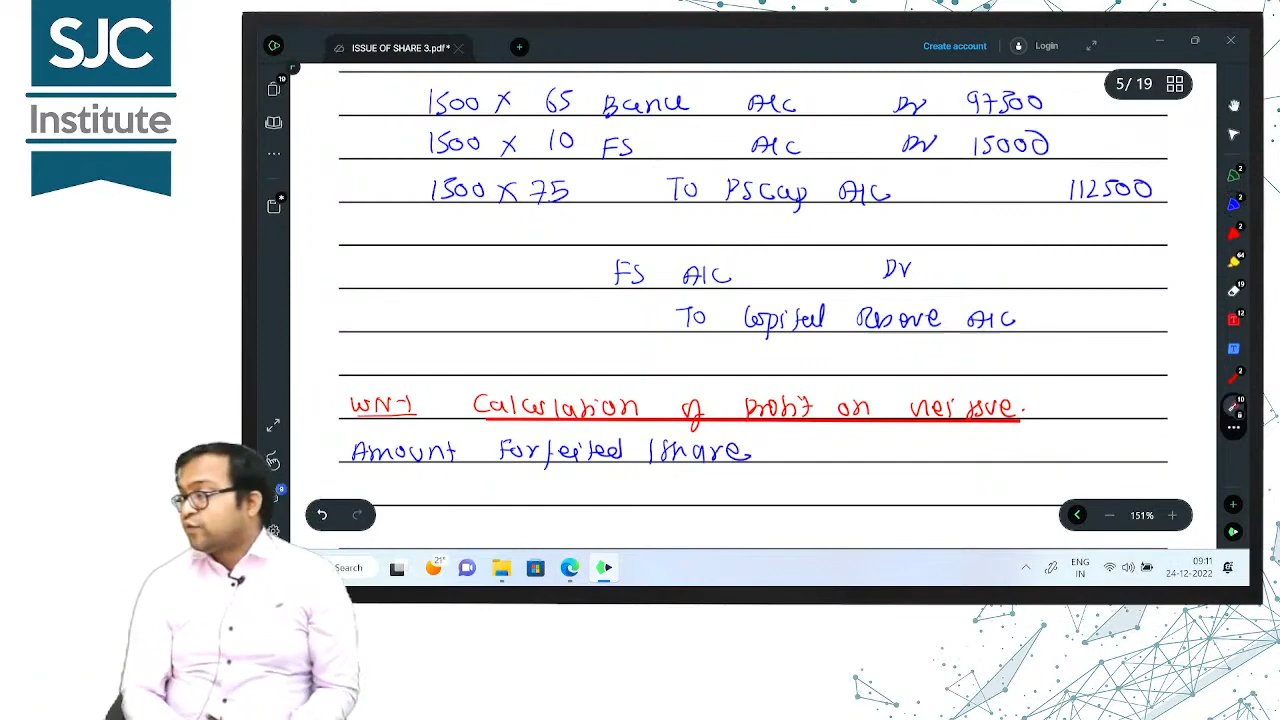 SJC
Institute
ISSUE OF SHARE 3.pdf*
Create account
Login
5 / 19
1500 × 65 Bank A/C Dr 97500
1500 × 10 FS A/C Dr 15000
1500 × 75 To PSCap A/C 112500
FS A/C Dr
To Capital Reserve A/C
WN-1 Calculation of Profit on reissue.
Amount Forfeited / Share
151%
Search
21°
ENG
IN
09:11
24-12-2022